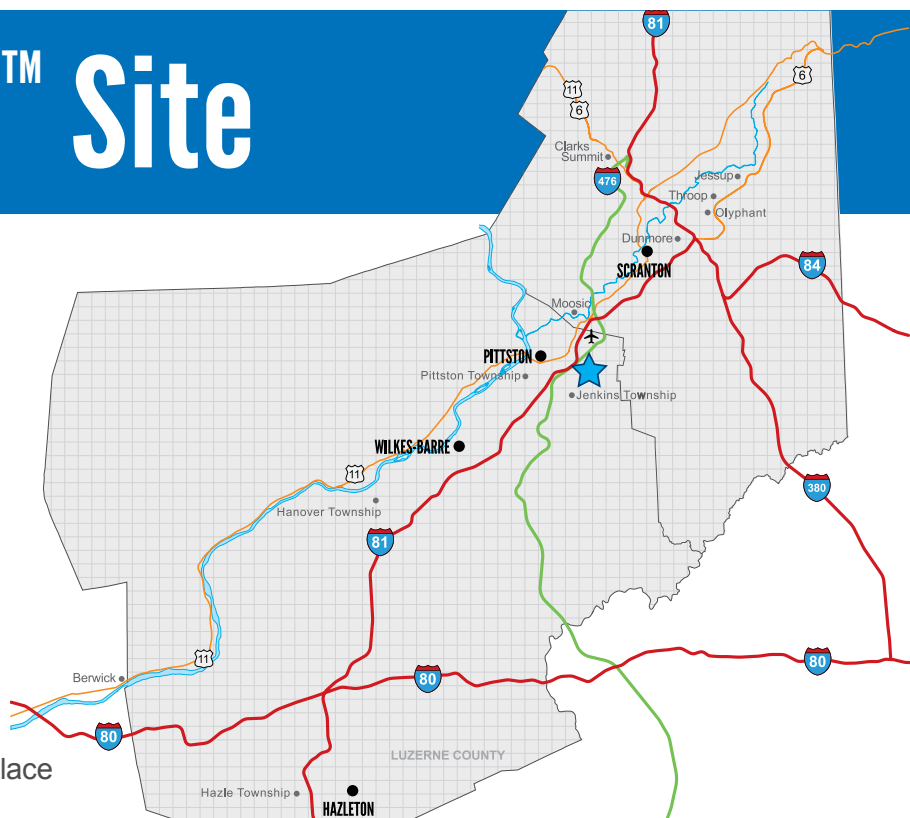 ™ Site
81
11
6
6
Clarks
Summit
476
Jessup
Throop
Olyphant
Dunmore
SCRANTON
84
Moosic
PITTSTON
Pittston Township
Jenkins Township
WILKES-BARRE
11
380
Hanover Township
81
11
80
80
Berwick
80
LUZERNE COUNTY
lace
Hazle Township
HAZLETON